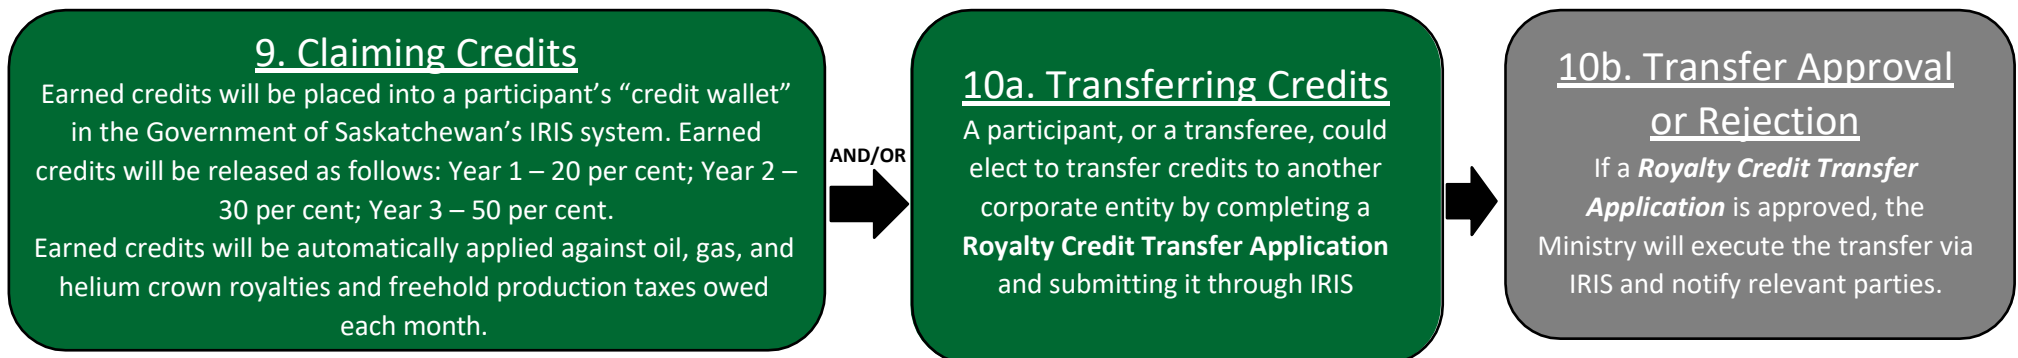 9. Claiming Credits
Earned credits will be placed into a participant’s “credit wallet”
in the Government of Saskatchewan’s IRIS system. Earned
credits will be released as follows: Year 1 – 20 per cent; Year 2 –
30 per cent; Year 3 – 50 per cent.
Earned credits will be automatically applied against oil, gas, and
helium crown royalties and freehold production taxes owed
each month.
AND/OR
10a. Transferring Credits
A participant, or a transferee, could
elect to transfer credits to another
corporate entity by completing a
Royalty Credit Transfer Application
and submitting it through IRIS
10b. Transfer Approval
or Rejection
If a Royalty Credit Transfer
Application is approved, the
Ministry will execute the transfer via
IRIS and notify relevant parties.